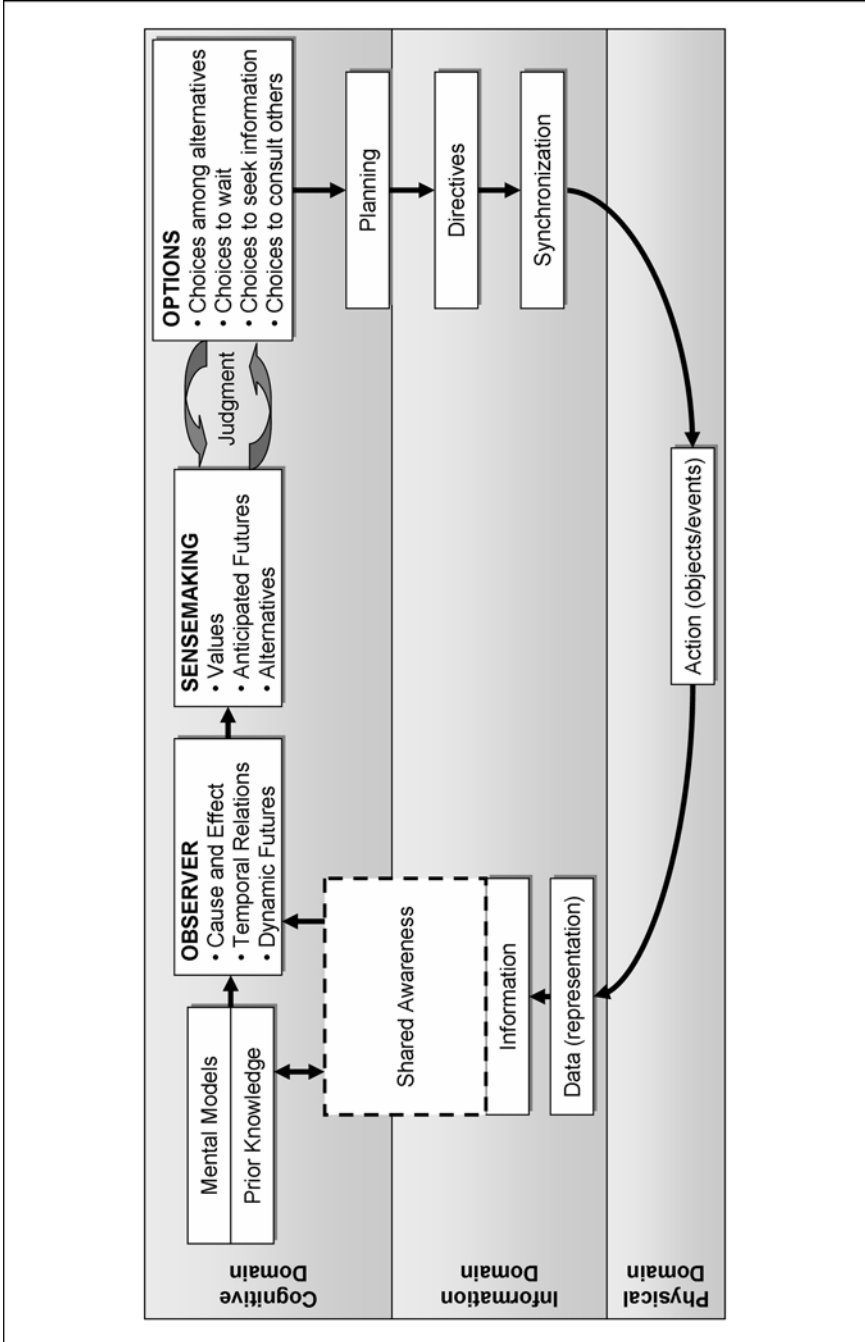 Cognitive
Domain
Mental Models
Prior Knowledge
OBSERVER
• Cause and Effect
• Temporal Relations
• Dynamic Futures
SENSEMAKING
• Values
• Anticipated Futures
• Alternatives
Judgment
OPTIONS
• Choices among alternatives
• Choices to wait
• Choices to seek information
• Choices to consult others
Planning
Information
Domain
Shared Awareness
Information
Data (representation)
Directives
Synchronization
Physical
Domain
Action (objects/events)